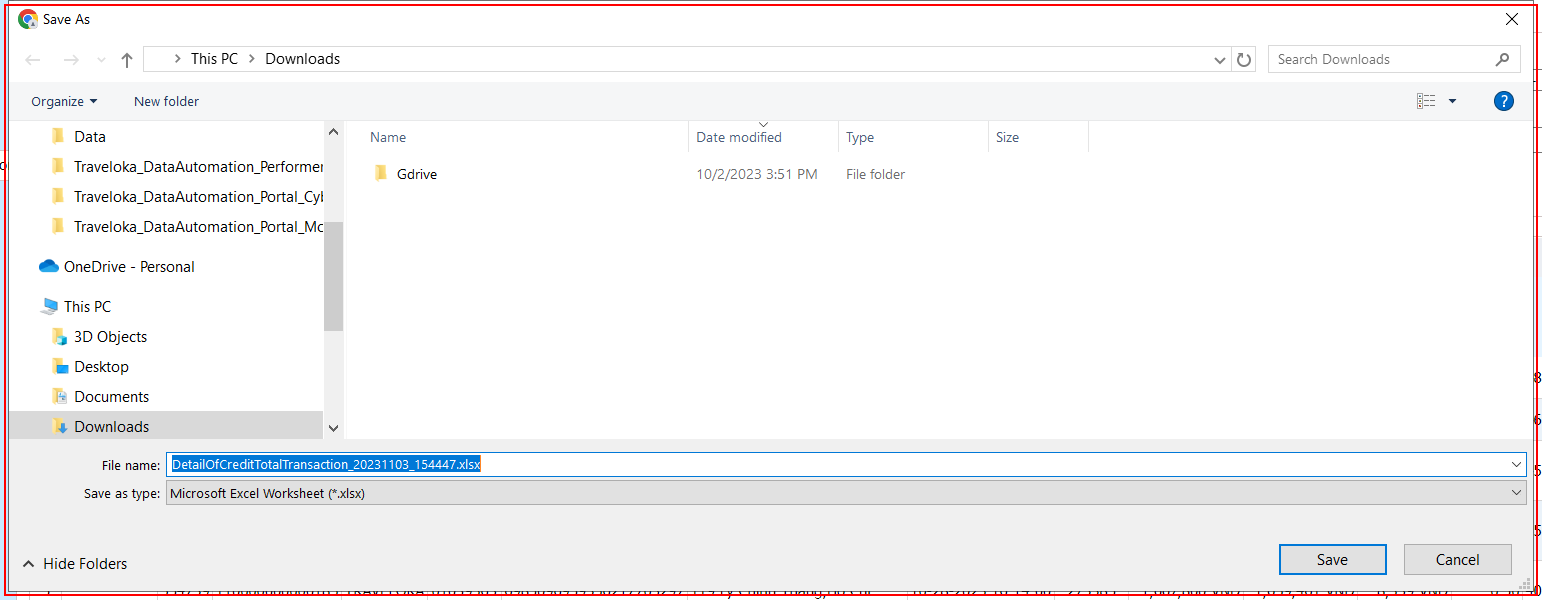 Save As
This PC > Downloads
Search Downloads
Organize
New folder
?
Data
Traveloka_DataAutomation_Performer
Traveloka_DataAutomation_Portal_Cyb
Traveloka_DataAutomation_Portal_Mo
OneDrive - Personal
This PC
3D Objects
Desktop
Documents
Downloads
Name
Date modified
Type
Size
Gdrive
10/2/2023 3:51 PM
File folder
File name:
DetailOfCreditTotalTransaction_20231103_154447.xlsx
Save as type:
Microsoft Excel Worksheet (*.xlsx)
Hide Folders
Save
Cancel